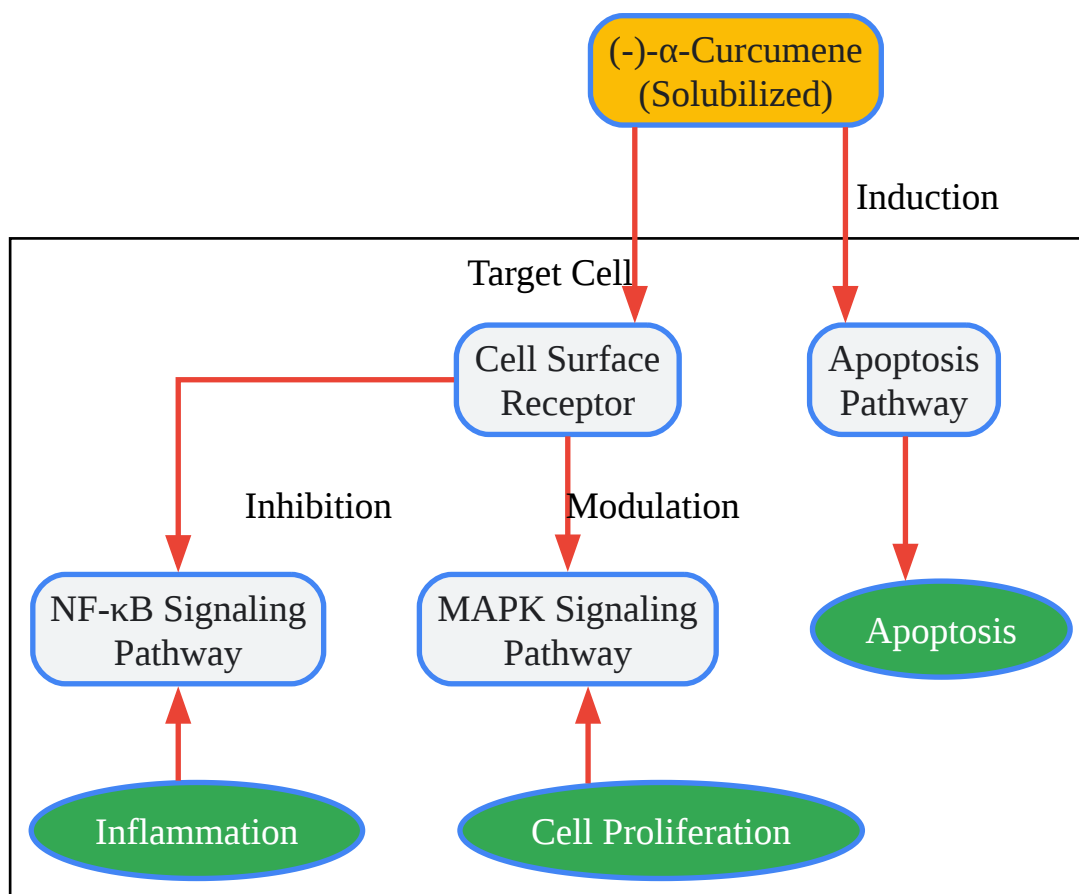 (-)-α-Curcumene
(Solubilized)
Induction
Target Cell
Cell Surface
Receptor
Apoptosis
Pathway
Inhibition
Modulation
NF-κB Signaling
Pathway
MAPK Signaling
Pathway
Apoptosis
Inflammation
Cell Proliferation